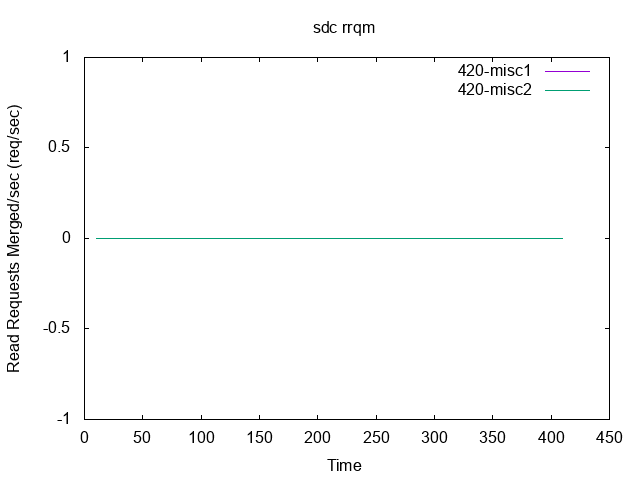 sdc rrqm
420-misc1
420-misc2
Read Requests Merged/sec (req/sec)
1
0.5
0
-0.5
-1
0 50 100 150 200 250 300 350 400 450
Time